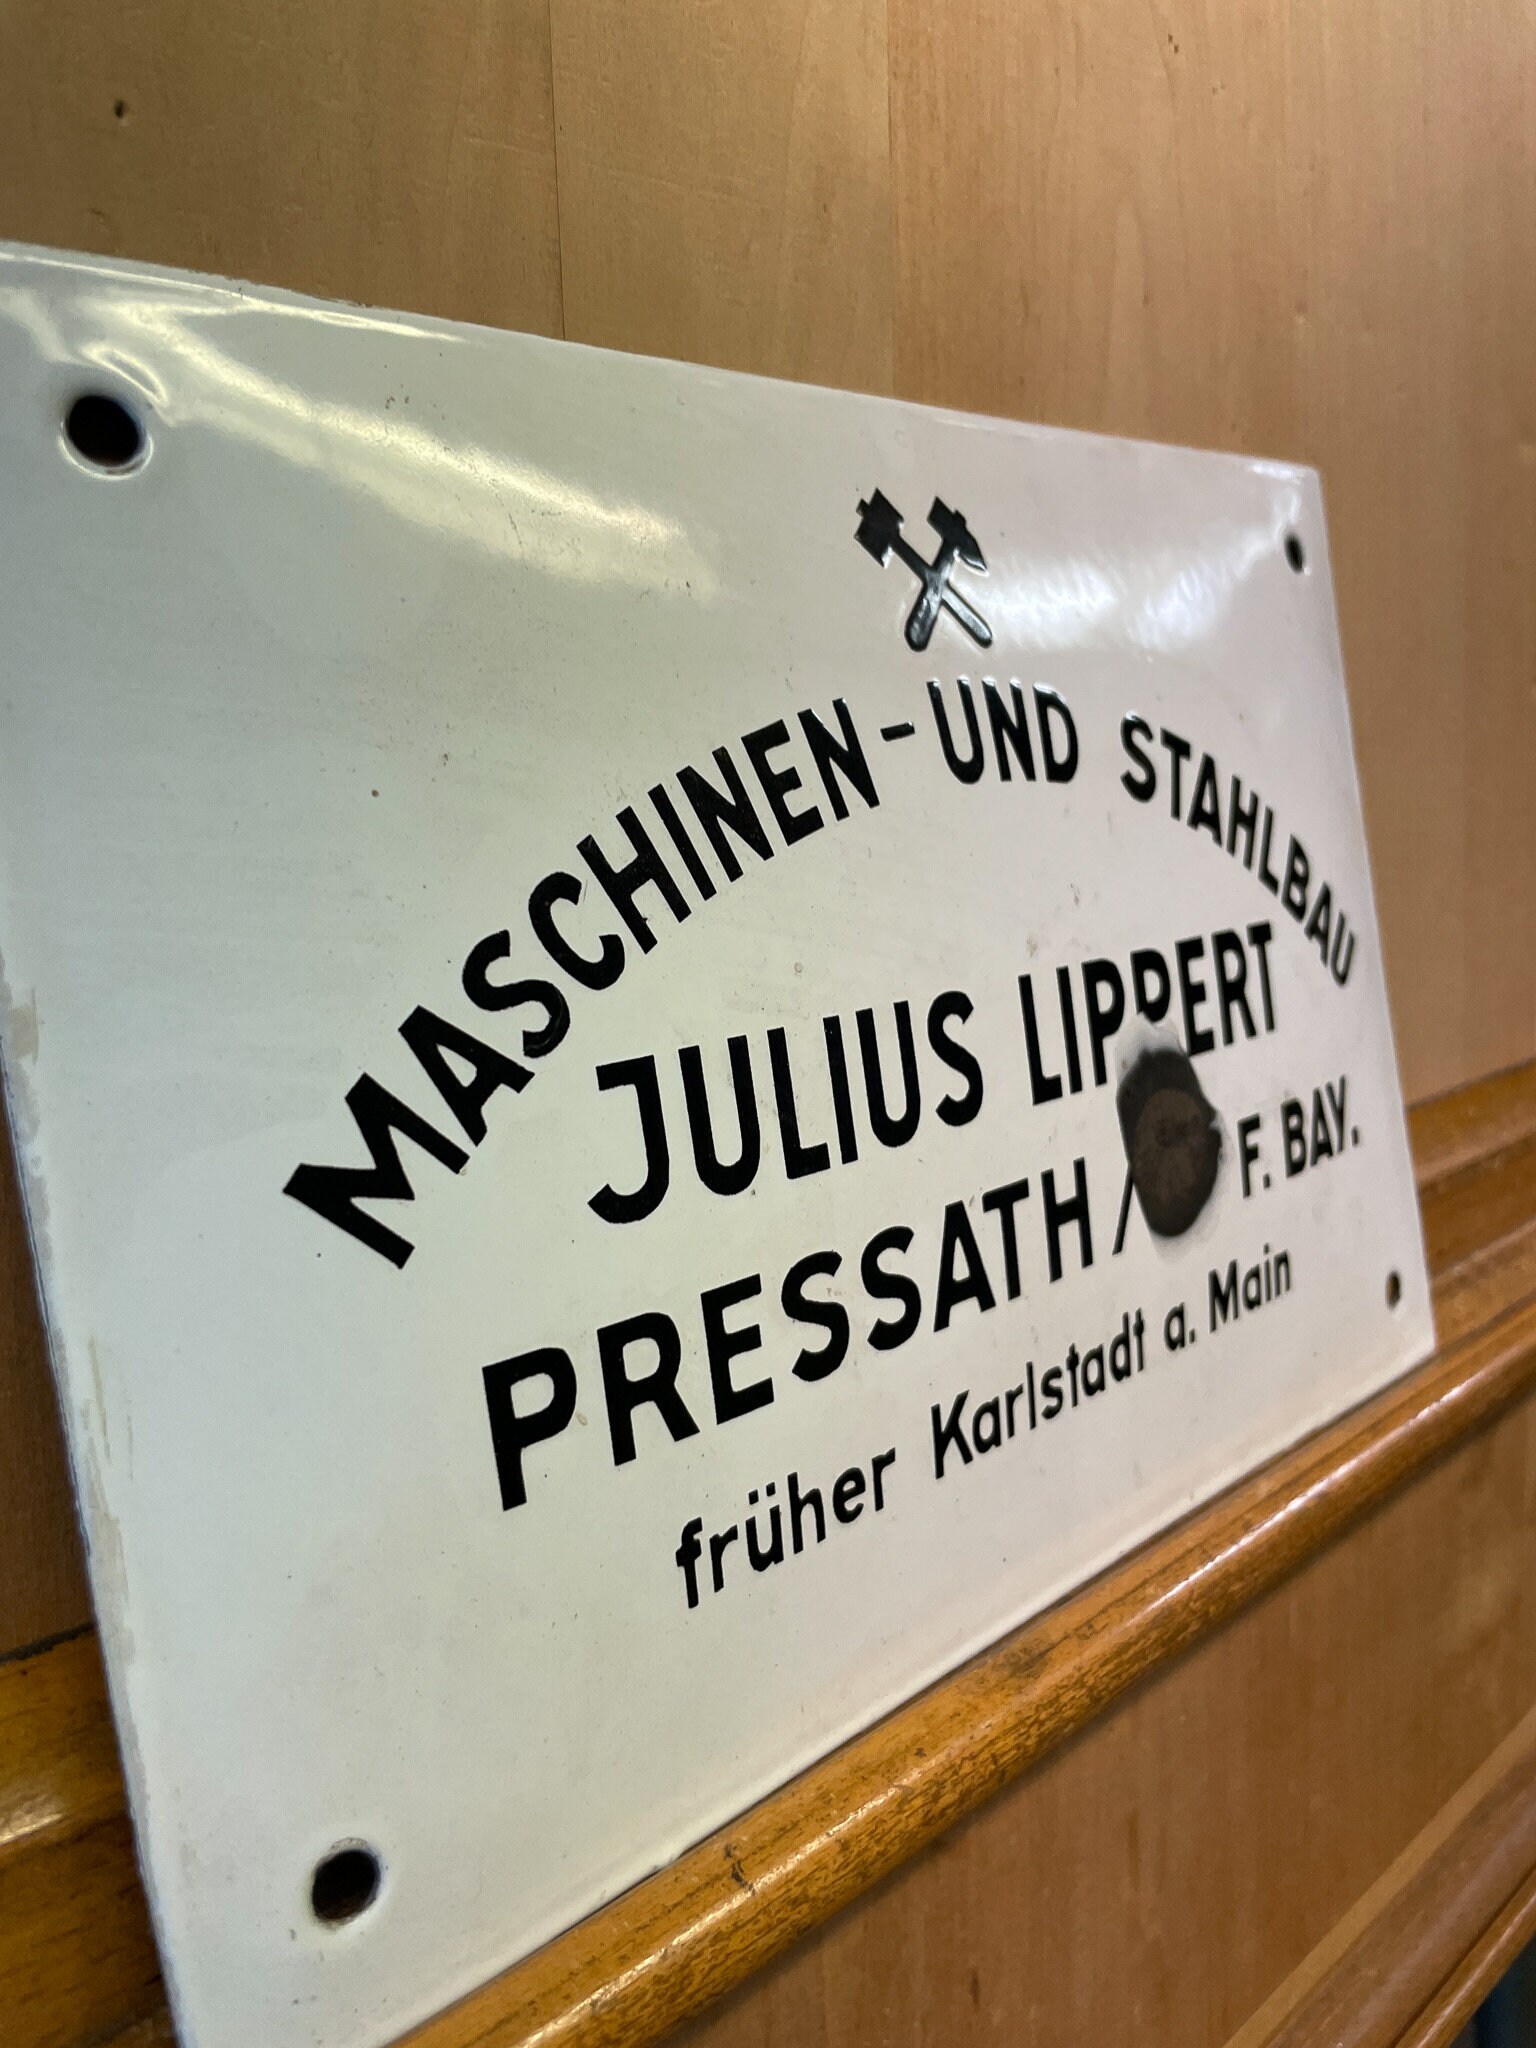 MASCHINEN - UND STAHLBAU
JULIUS LIPPERT
PRESSATH / F. BAY.
früher Karlstadt a. Main